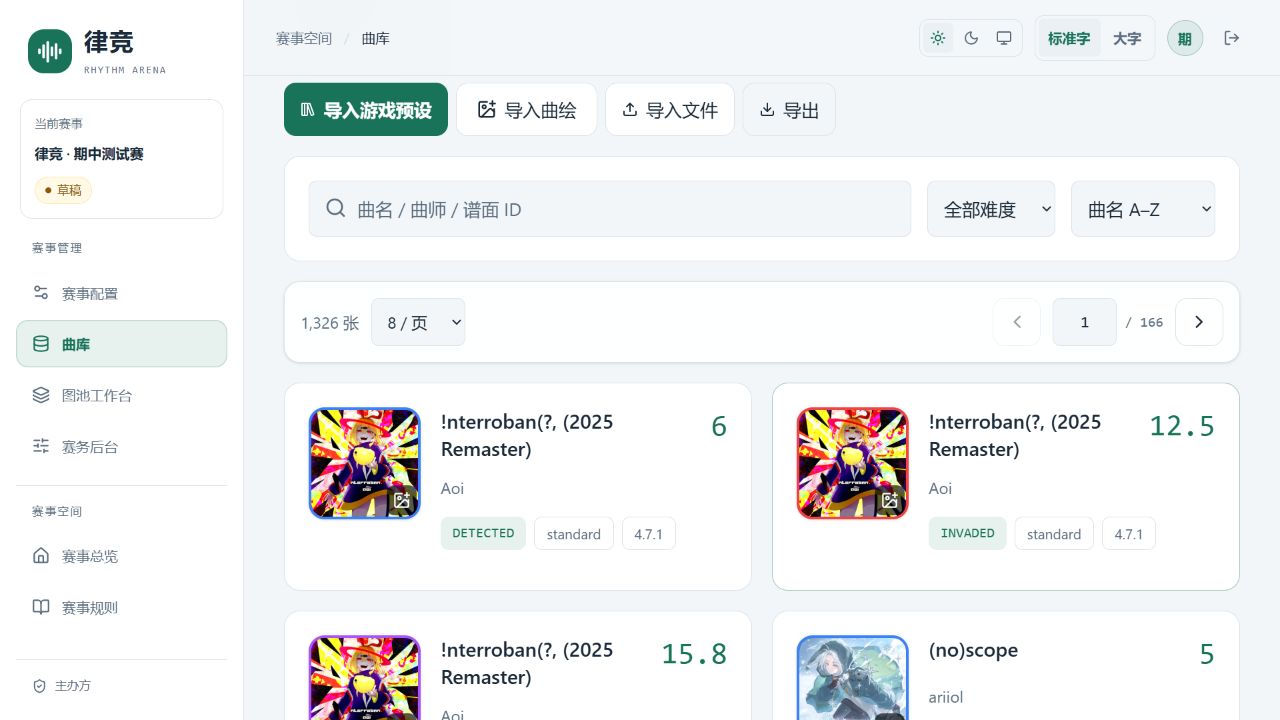 律竞
RHYTHM ARENA
当前赛事
律竞 · 期中测试赛
草稿
赛事管理
赛事配置
曲库
图池工作台
赛务后台
赛事空间
赛事总览
赛事规则
主办方
赛事空间 / 曲库
标准字 大字 期
导入游戏预设 导入曲绘 导入文件 导出
曲名 / 曲师 / 谱面 ID 全部难度 曲名 A–Z
1,326 张 8 / 页 1 / 166
!nterroban(?, (2025 Remaster) 6
Aoi
DETECTED standard 4.7.1
!nterroban(?, (2025 Remaster) 12.5
Aoi
INVADED standard 4.7.1
!nterroban(?, (2025 Remaster) 15.8
Aoi
(no)scope 5
ariiol